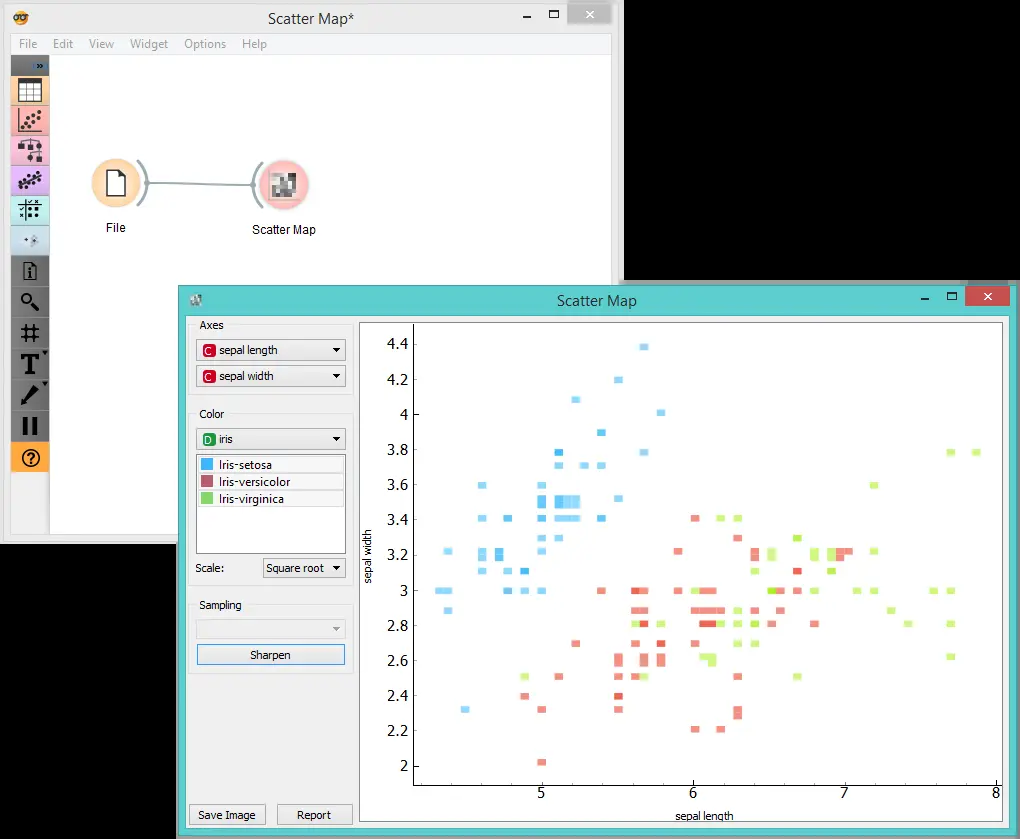 Scatter Map*
File Edit View Widget Options Help
»
T
?
File
Scatter Map
Scatter Map
Axes
C sepal length
C sepal width
Color
D iris
Iris-setosa
Iris-versicolor
Iris-virginica
Scale: Square root
Sampling
Sharpen
Save Image Report
4.4
4.2
4
3.8
3.6
3.4
3.2
3
2.8
2.6
2.4
2.2
2
sepal width
5 6 7 8
sepal length